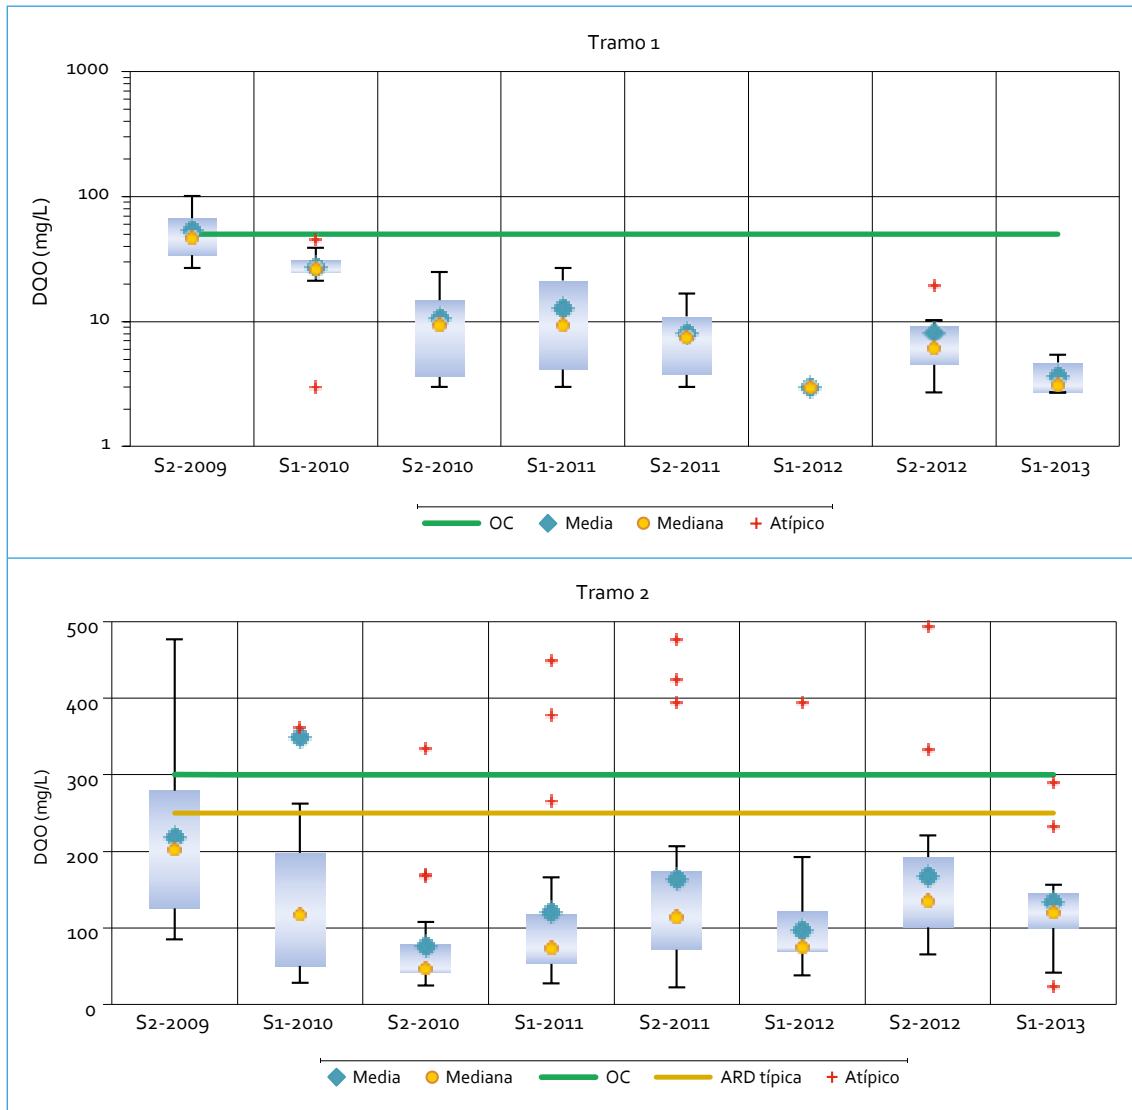 Tramo 1
DQO (mg/L)
1000
100
10
1
S2-2009 S1-2010 S2-2010 S1-2011 S2-2011 S1-2012 S2-2012 S1-2013
OC Media Mediana Atípico
Tramo 2
DQO (mg/L)
500
400
300
200
100
0
S2-2009 S1-2010 S2-2010 S1-2011 S2-2011 S1-2012 S2-2012 S1-2013
Media Mediana OC ARD típica Atípico